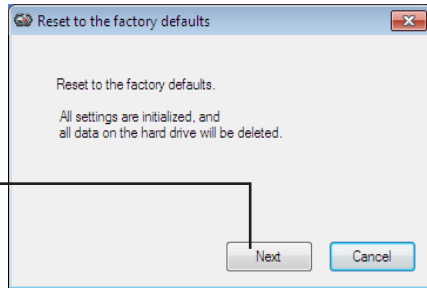 Reset to the factory defaults
Reset to the factory defaults.
All settings are initialized, and
all data on the hard drive will be deleted.
Next
Cancel